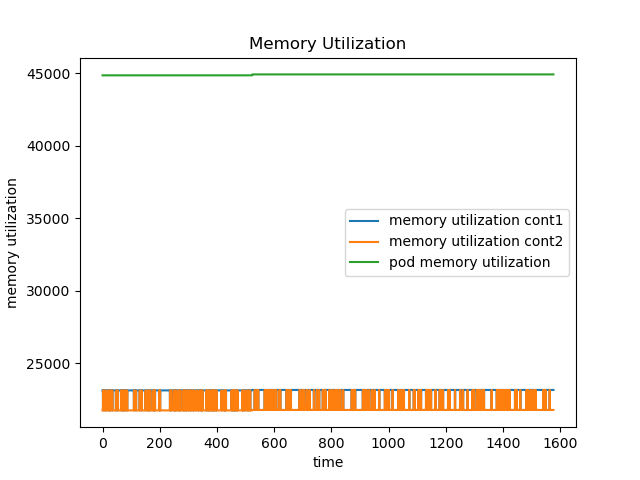 Memory Utilization
45000
40000
35000
30000
25000
memory utilization
memory utilization cont1
memory utilization cont2
pod memory utilization
0 200 400 600 800 1000 1200 1400 1600
time